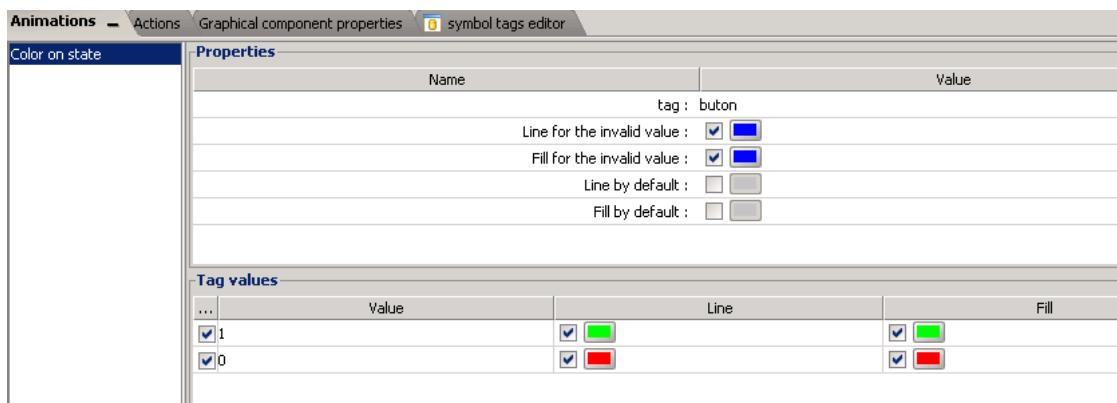 Animations Actions Graphical component properties symbol tags editor
Color on state
Properties
Name Value
tag : buton
Line for the invalid value :
Fill for the invalid value :
Line by default :
Fill by default :
Tag values
... Value Line Fill
1
0